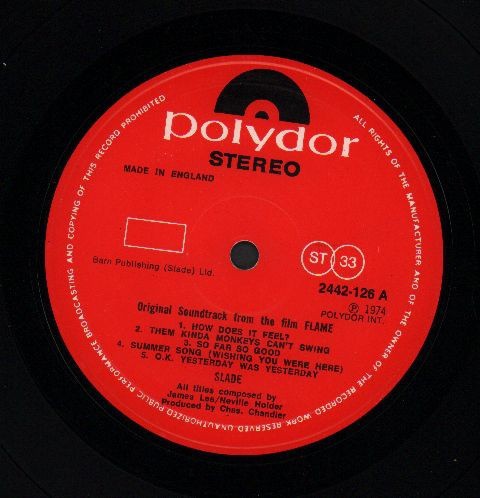 polydor
STEREO
MADE IN ENGLAND
Barn Publishing (Slade) Ltd.
ST 33
2442-126 A
℗ 1974
POLYDOR INT.
Original Soundtrack from the film FLAME
1. HOW DOES IT FEEL?
2. THEM KINDA MONKEYS CAN'T SWING
3. SO FAR SO GOOD
4. SUMMER SONG (WISHING YOU WERE HERE)
5. O.K. YESTERDAY WAS YESTERDAY
SLADE
All titles composed by
James Lea/Neville Holder
Produced by Chas. Chandler
ALL RIGHTS OF THE MANUFACTURER AND OF THE OWNER OF THE RECORDED WORK RESERVED UNAUTHORIZED PUBLIC PERFORMANCE BROADCASTING AND COPYING OF THIS RECORD PROHIBITED